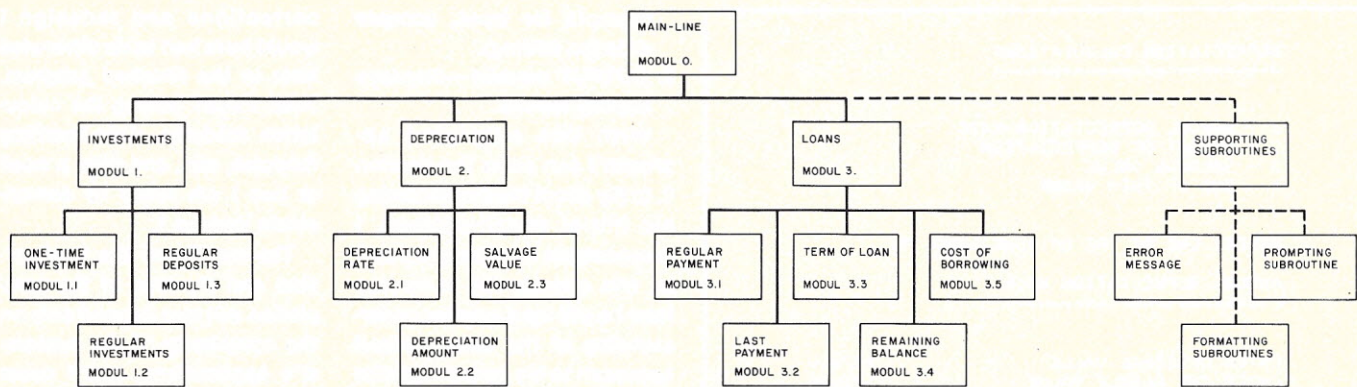 MAIN-LINE
MODUL 0.
INVESTMENTS
MODUL 1.
DEPRECIATION
MODUL 2.
LOANS
MODUL 3.
SUPPORTING
SUBROUTINES
ONE-TIME
INVESTMENT
MODUL 1.1
REGULAR
DEPOSITS
MODUL 1.3
DEPRECIATION
RATE
MODUL 2.1
SALVAGE
VALUE
MODUL 2.3
REGULAR
PAYMENT
MODUL 3.1
TERM OF LOAN
MODUL 3.3
COST OF
BORROWING
MODUL 3.5
ERROR
MESSAGE
PROMPTING
SUBROUTINE
REGULAR
INVESTMENTS
MODUL 1.2
DEPRECIATION
AMOUNT
MODUL 2.2
LAST
PAYMENT
MODUL 3.2
REMAINING
BALANCE
MODUL 3.4
FORMATTING
SUBROUTINES